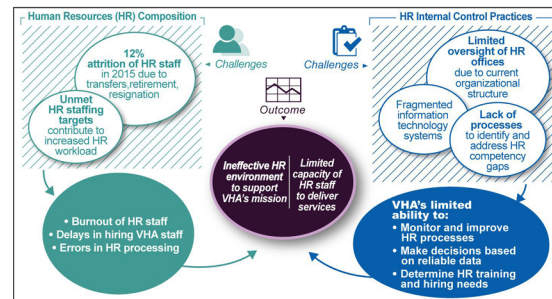 Human Resources (HR) Composition
12%
attrition of HR staff
in 2015 due to
transfers,retirement,
resignation
Unmet
HR staffing
targets
contribute to
increased HR
workload
Challenges
Challenges
HR Internal Control Practices
Limited
oversight of HR
offices
due to current
organizational
structure
Fragmented
information
technology
systems
Lack of
processes
to identify and
address HR
competency
gaps
Outcome
Ineffective HR
environment
to support
VHA's mission
Limited
capacity of
HR staff
to deliver
services
• Burnout of HR staff
• Delays in hiring VHA staff
• Errors in HR processing
VHA's limited
ability to:
• Monitor and improve
HR processes
• Make decisions based
on reliable data
• Determine HR training
and hiring needs